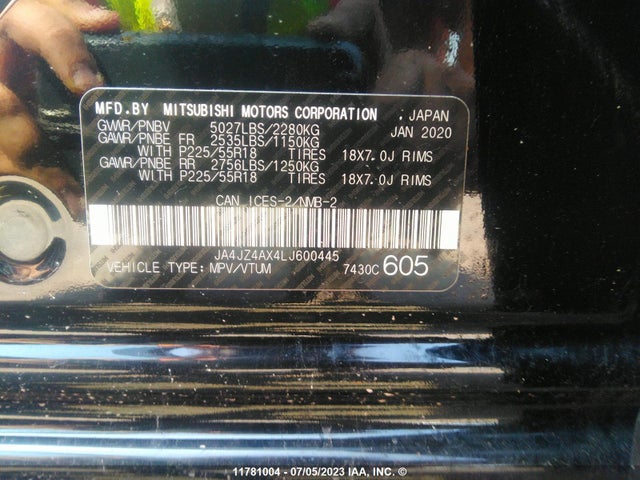 MFD.BY MITSUBISHI MOTORS CORPORATION , JAPAN
GVWR/PNBV 5027LBS/2280KG JAN 2020
GAWR/PNBE FR 2535LBS/1150KG
WITH P225/55R18 TIRES 18X7.0J RIMS
GAWR/PNBE RR 2756LBS/1250KG
WITH P225/55R18 TIRES 18X7.0J RIMS
CAN ICES-2/NMB-2
JA4JZ4AX4LJ600445
VEHICLE TYPE: MPV/VTUM 7430C 605
11781004 - 07/05/2023 IAA, INC. ©